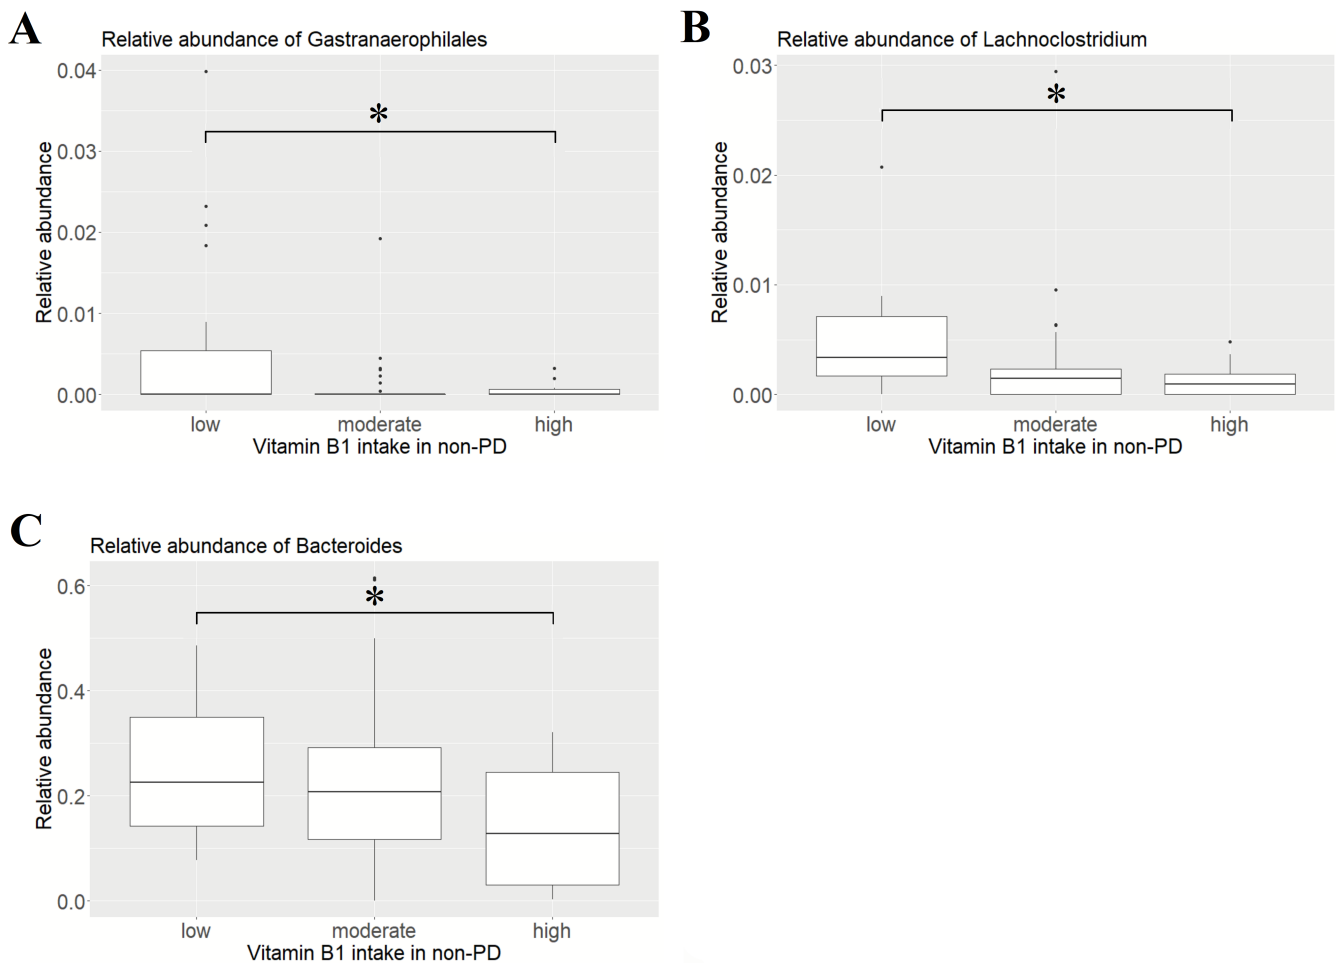 A
Relative abundance of Gastranaerophilales
Relative abundance
0.04
0.03
0.02
0.01
0.00
*
low moderate high
Vitamin B1 intake in non-PD
B
Relative abundance of Lachnoclostridium
Relative abundance
0.03
0.02
0.01
0.00
*
low moderate high
Vitamin B1 intake in non-PD
C
Relative abundance of Bacteroides
Relative abundance
0.6
0.4
0.2
0.0
*
low moderate high
Vitamin B1 intake in non-PD